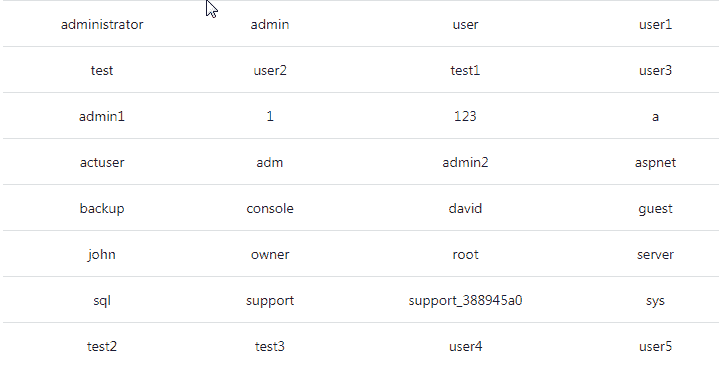 administrator admin user user1
test user2 test1 user3
admin1 1 123 a
actuser adm admin2 aspnet
backup console david guest
john owner root server
sql support support_388945a0 sys
test2 test3 user4 user5